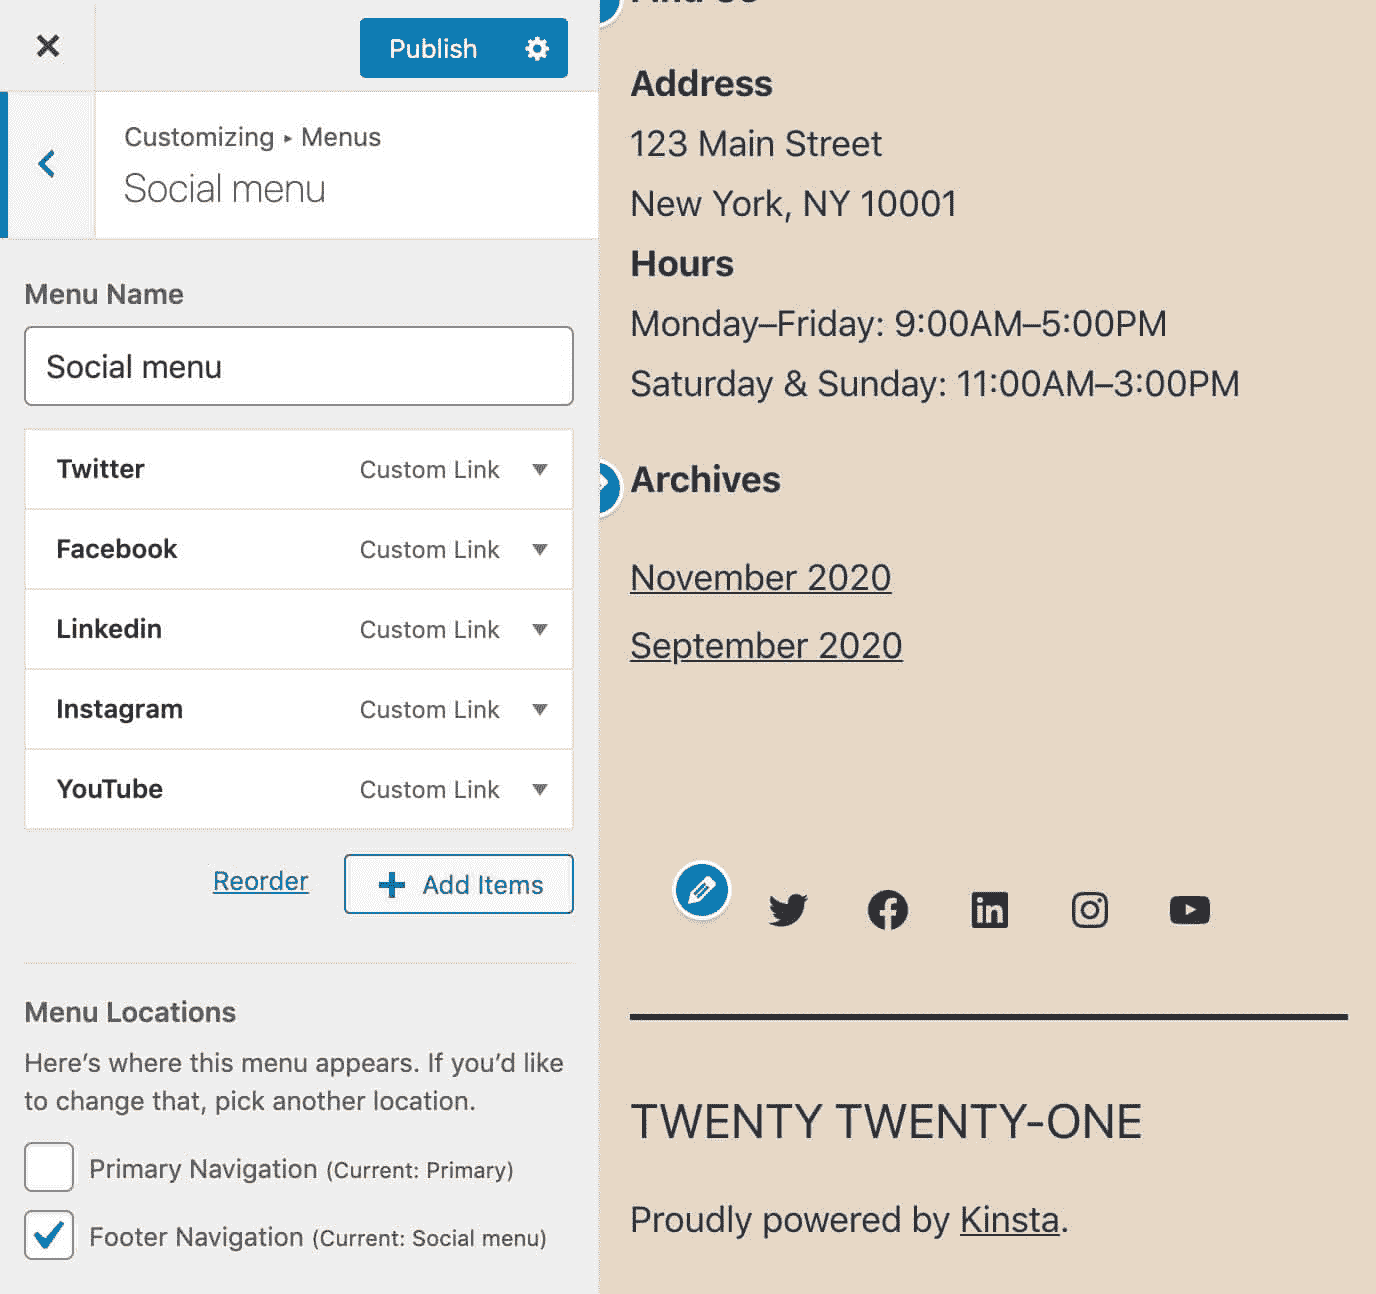 Publish
Customizing ▸ Menus
Social menu
Menu Name
Social menu
Twitter Custom Link
Facebook Custom Link
Linkedin Custom Link
Instagram Custom Link
YouTube Custom Link
Reorder
Add Items
Menu Locations
Here’s where this menu appears. If you’d like
to change that, pick another location.
Primary Navigation (Current: Primary)
Footer Navigation (Current: Social menu)
Address
123 Main Street
New York, NY 10001
Hours
Monday–Friday: 9:00AM–5:00PM
Saturday & Sunday: 11:00AM–3:00PM
Archives
November 2020
September 2020
in
TWENTY TWENTY-ONE
Proudly powered by Kinsta.